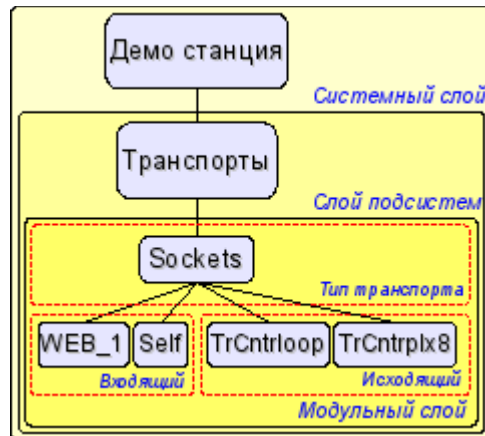 Демо станция
Системный слой
Транспорты
Слой подсистем
Sockets
Тип транспорта
WEB_1 Self TrCntrloop TrCntrplx8
Входящий Исходящий
Модульный слой